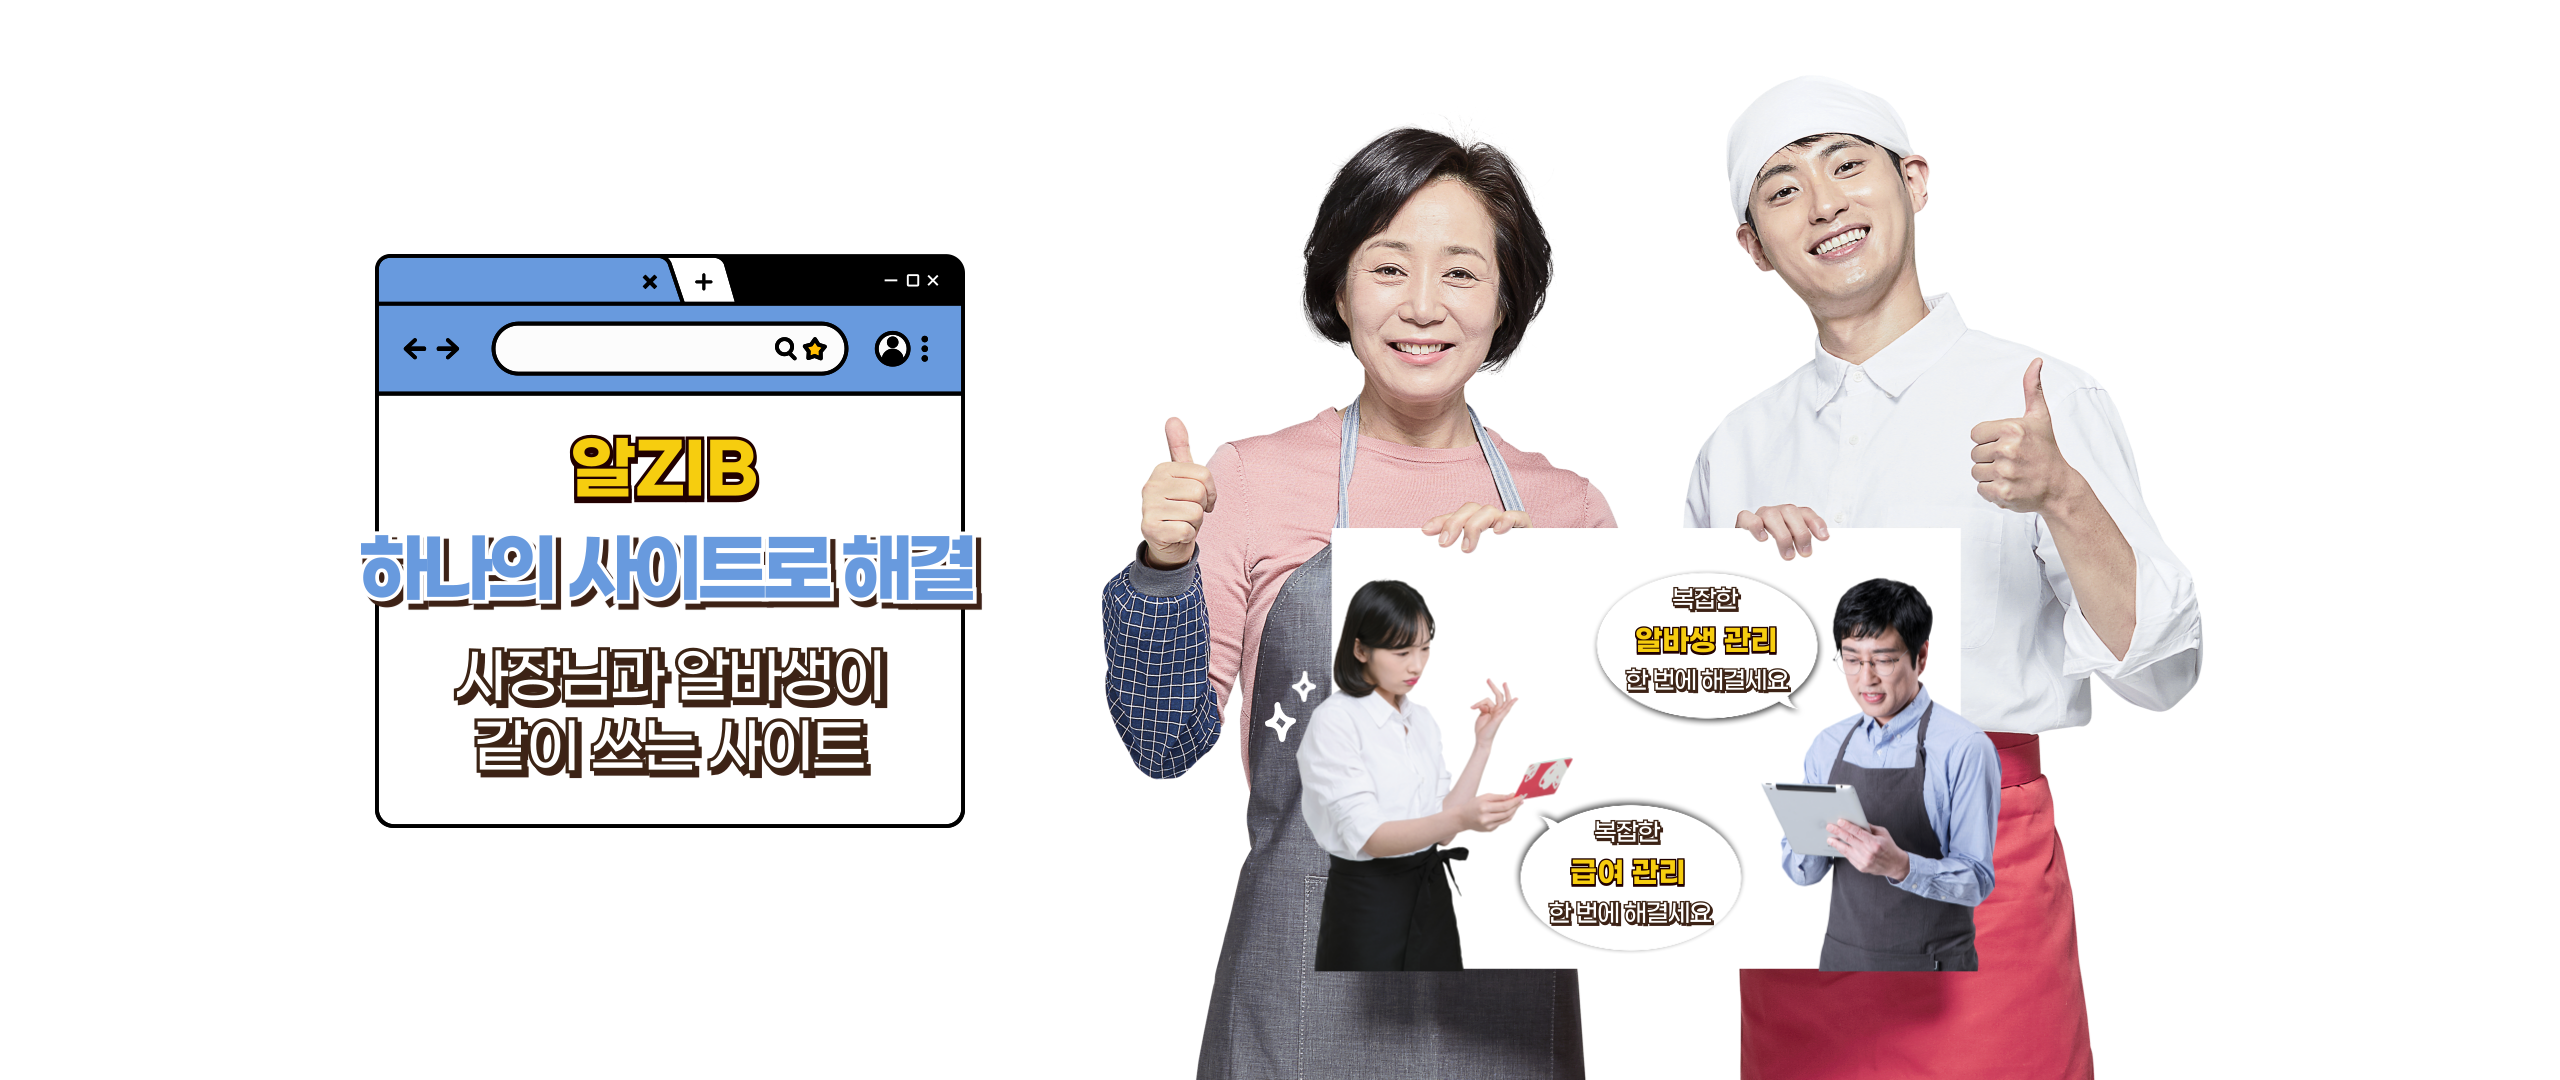 알ZIB
하나의 사이트로 해결
사장님과 알바생이
같이 쓰는 사이트
복잡한
알바생 관리
한 번에 해결세요
복잡한
급여 관리
한 번에 해결세요